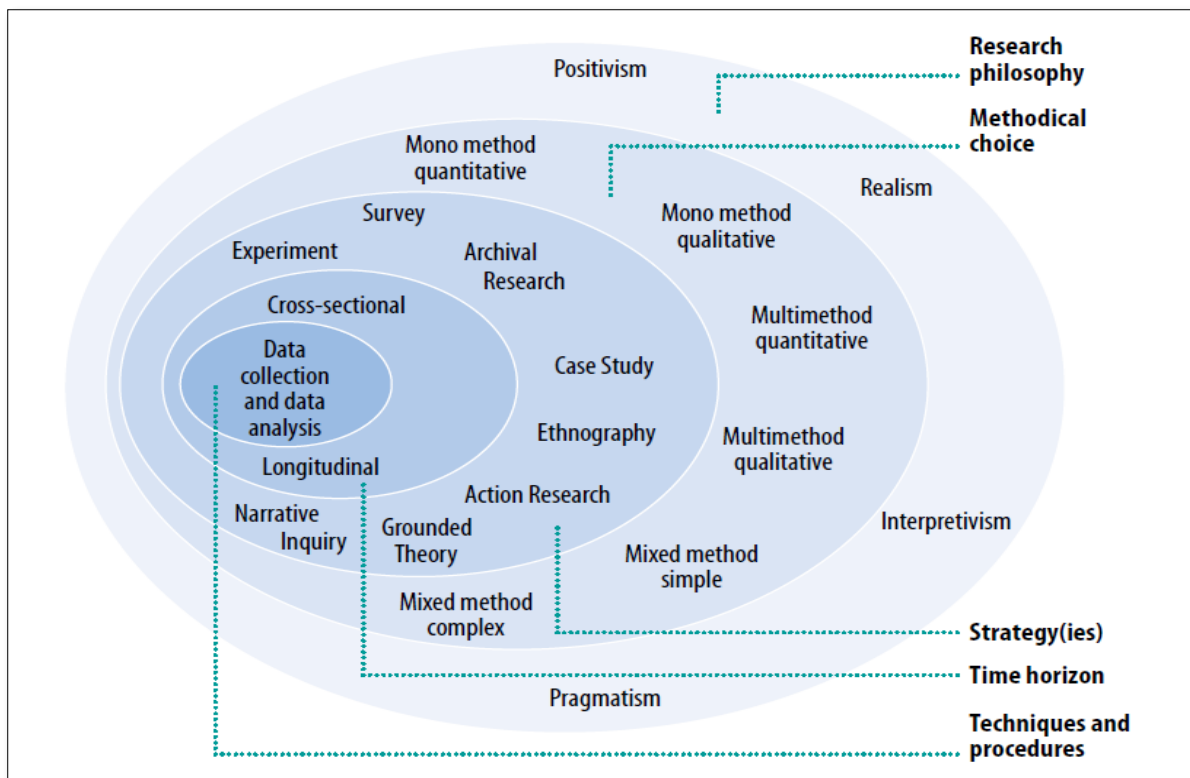 Positivism
Research
philosophy
Methodical
choice
Mono method
quantitative
Realism
Survey
Mono method
qualitative
Experiment
Archival
Research
Cross-sectional
Multimethod
quantitative
Data
collection
and data
analysis
Case Study
Ethnography
Multimethod
qualitative
Longitudinal
Action Research
Narrative
Inquiry
Grounded
Theory
Interpretivism
Mixed method
simple
Mixed method
complex
Strategy(ies)
Time horizon
Pragmatism
Techniques and
procedures